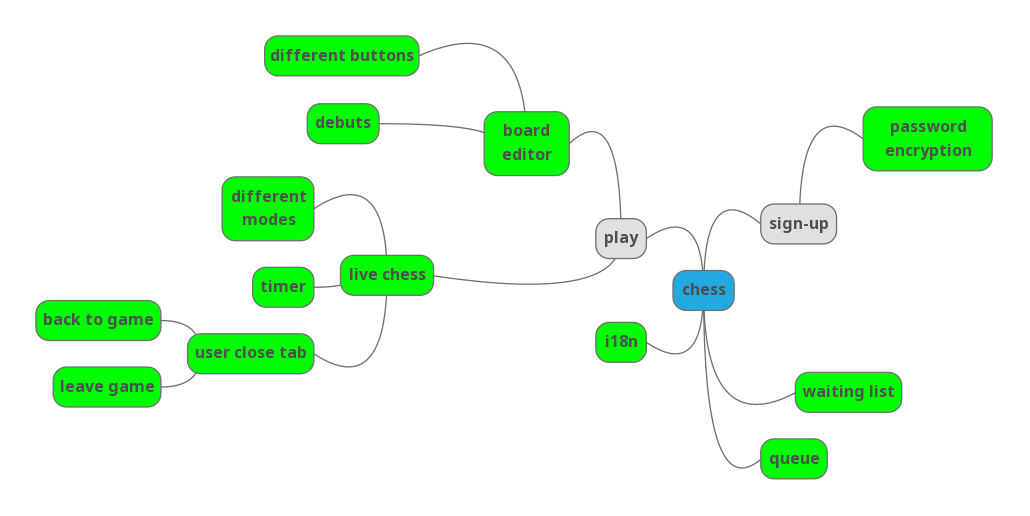 different buttons
debuts
board
editor
password
encryption
different
modes
sign-up
play
live chess
timer
chess
back to game
i18n
user close tab
leave game
waiting list
queue